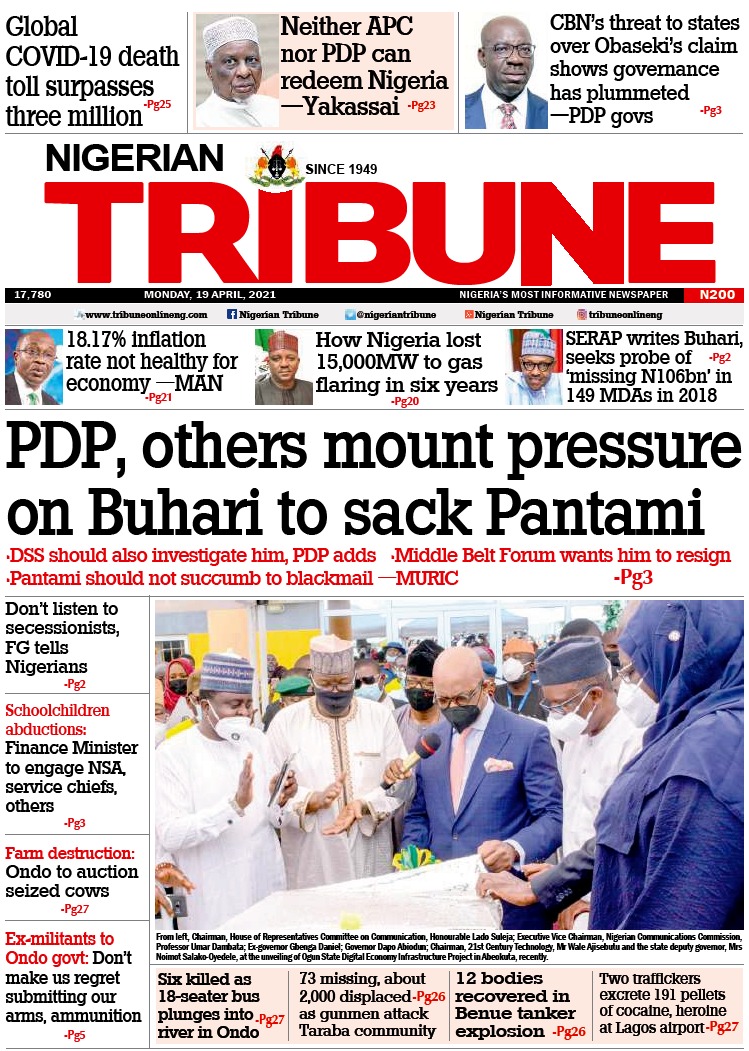 Global
COVID-19 death
toll surpasses
three million -Pg25
Neither APC
nor PDP can
redeem Nigeria
—Yakassai -Pg23
CBN's threat to states
over Obaseki's claim
shows governance
has plummeted
—PDP govs -Pg3
NIGERIAN
SINCE 1949
TRIBUNE
17,780 MONDAY, 19 APRIL, 2021 NIGERIA'S MOST INFORMATIVE NEWSPAPER N200
www.tribuneonlineng.com Nigerian Tribune @nigeriantribune Nigerian Tribune tribuneonlineng
18.17% inflation
rate not healthy for
economy —MAN
-Pg21
How Nigeria lost
15,000MW to gas
flaring in six years
-Pg20
SERAP writes Buhari,
seeks probe of -Pg2
'missing N106bn' in
149 MDAs in 2018
PDP, others mount pressure
on Buhari to sack Pantami
•DSS should also investigate him, PDP adds •Middle Belt Forum wants him to resign
•Pantami should not succumb to blackmail —MURIC -Pg3
Don't listen to
secessionists,
FG tells
Nigerians
-Pg2
Schoolchildren
abductions:
Finance Minister
to engage NSA,
service chiefs,
others
-Pg3
Farm destruction:
Ondo to auction
seized cows
-Pg27
Ex-militants to
Ondo govt: Don't
make us regret
submitting our
arms, ammunition
-Pg5
From left, Chairman, House of Representatives Committee on Communication, Honourable Lado Suleja; Executive Vice Chairman, Nigerian Communications Commission,
Professor Umar Dambata; Ex-governor Gbenga Daniel; Governor Dapo Abiodun; Chairman, 21st Century Technology, Mr Wale Ajisebutu and the state deputy governor, Mrs
Noimot Salako-Oyedele, at the unveiling of Ogun State Digital Economy Infrastructure Project in Abeokuta, recently.
Six killed as
18-seater bus
plunges into -Pg27
river in Ondo
73 missing, about
2,000 displaced -Pg26
as gunmen attack
Taraba community
12 bodies
recovered in
Benue tanker
explosion -Pg26
Two traffickers
excrete 191 pellets
of cocaine, heroine
at Lagos airport -Pg27